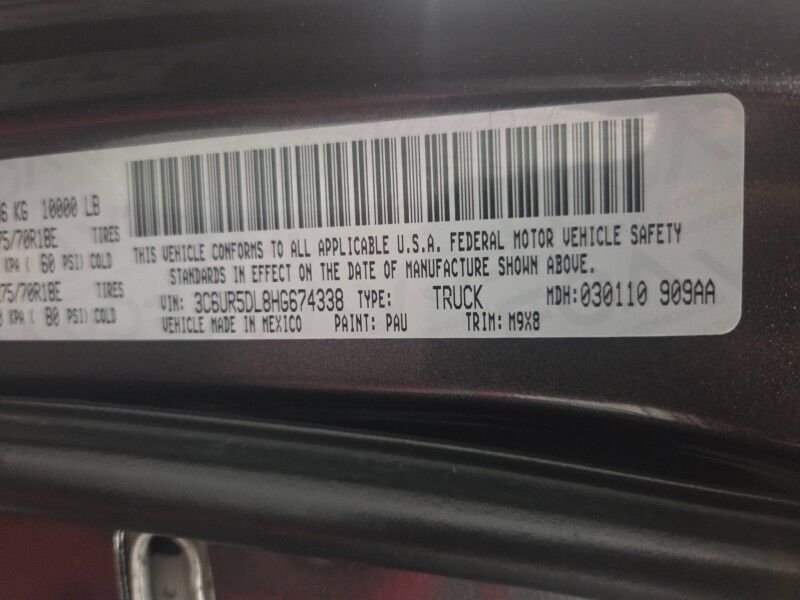 6 KG 10000 LB
75/70R18E TIRES
KPA ( 60 PSI) COLD
75/70R18E TIRES
0 KPA ( 80 PSI) COLD
THIS VEHICLE CONFORMS TO ALL APPLICABLE U.S.A. FEDERAL MOTOR VEHICLE SAFETY
STANDARDS IN EFFECT ON THE DATE OF MANUFACTURE SHOWN ABOVE.
VIN: 3C6UR5DL8HG674338 TYPE: TRUCK MDH:030110 909AA
VEHICLE MADE IN MEXICO PAINT: PAU TRIM: M9X8